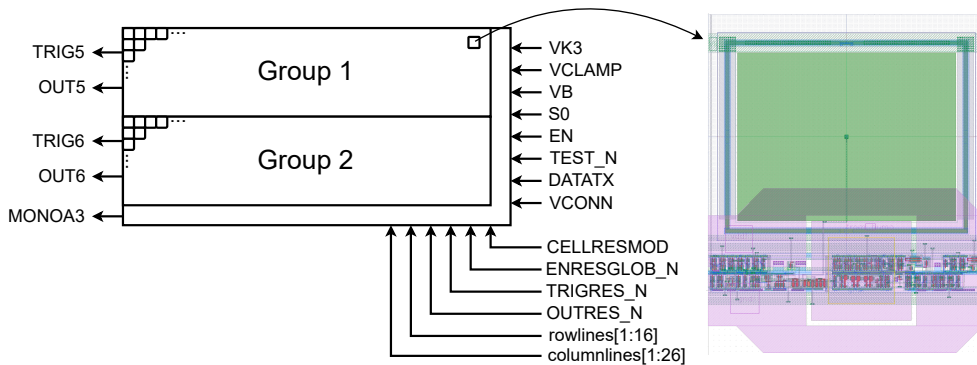 TRIG5
OUT5
TRIG6
OUT6
MONOA3
Group 1
Group 2
VK3
VCLAMP
VB
S0
EN
TEST_N
DATATX
VCONN
CELLRESMOD
ENRESGLOB_N
TRIGRES_N
OUTRES_N
rowlines[1:16]
columnlines[1:26]